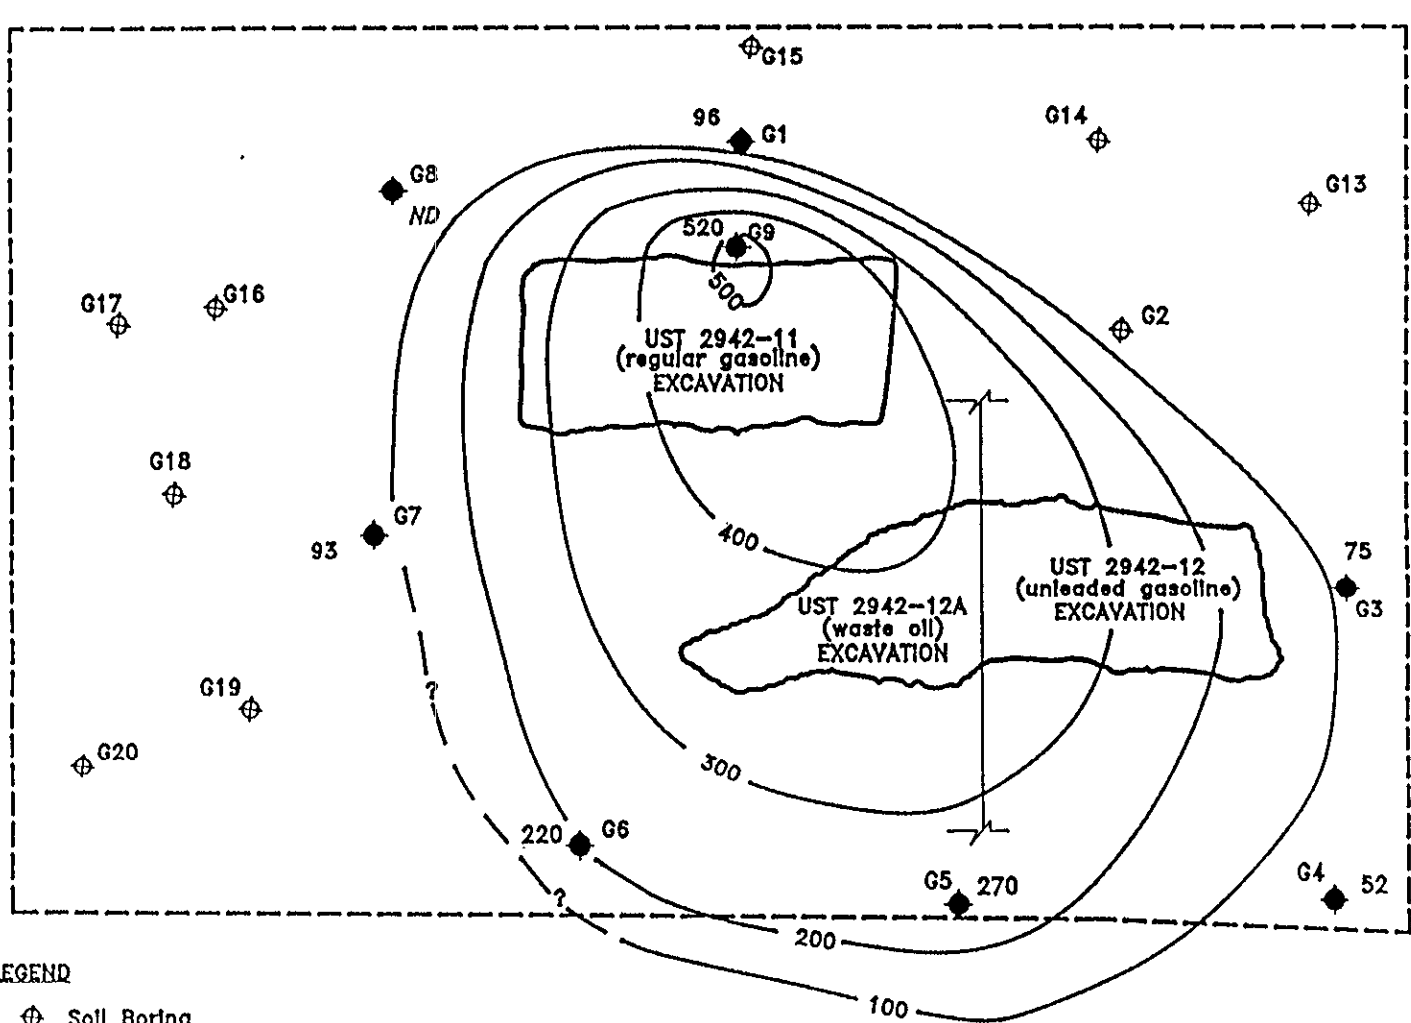 G15
96 G1
G14
G8
ND
G13
520 G9
G17
G16
500
G2
UST 2942-11
(regular gasoline)
EXCAVATION
G18
G7
93
400
75
G3
UST 2942-12
(unleaded gasoline)
EXCAVATION
UST 2942-12A
(waste oil)
EXCAVATION
G19
?
G20
300
220 G6
G5 270
G4 52
?
200
100
EGEND
Soil Boring